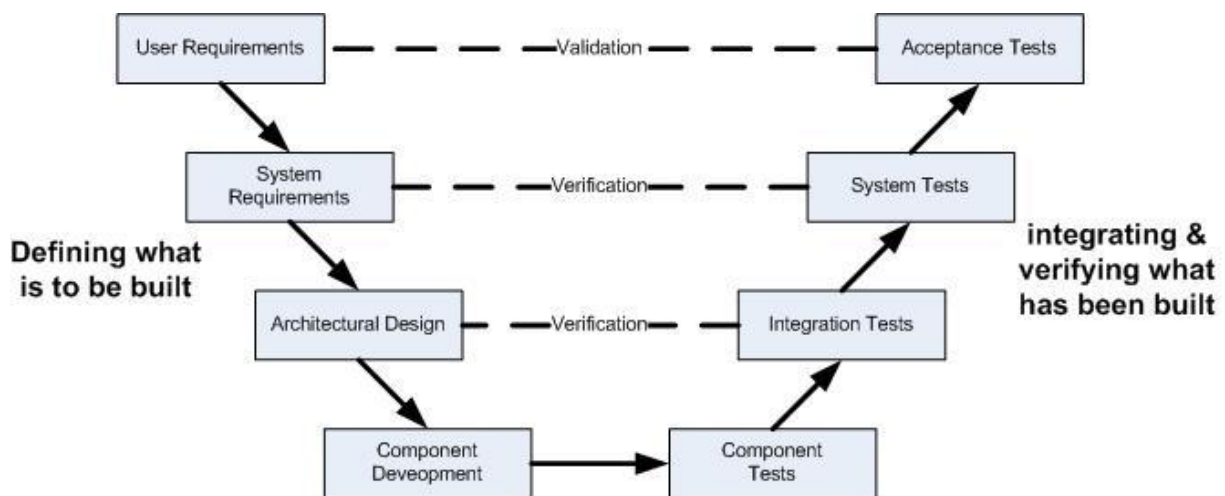 User Requirements
Validation
Acceptance Tests
System
Requirements
Verification
System Tests
Defining what
is to be built
integrating &
verifying what
has been built
Architectural Design
Verification
Integration Tests
Component
Deveopment
Component
Tests